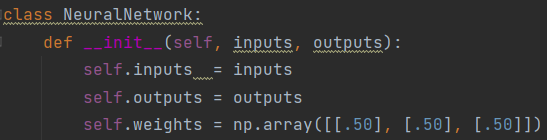 class NeuralNetwork:
    def __init__(self, inputs, outputs):
        self.inputs  = inputs
        self.outputs = outputs
        self.weights = np.array([[.50], [.50], [.50]])